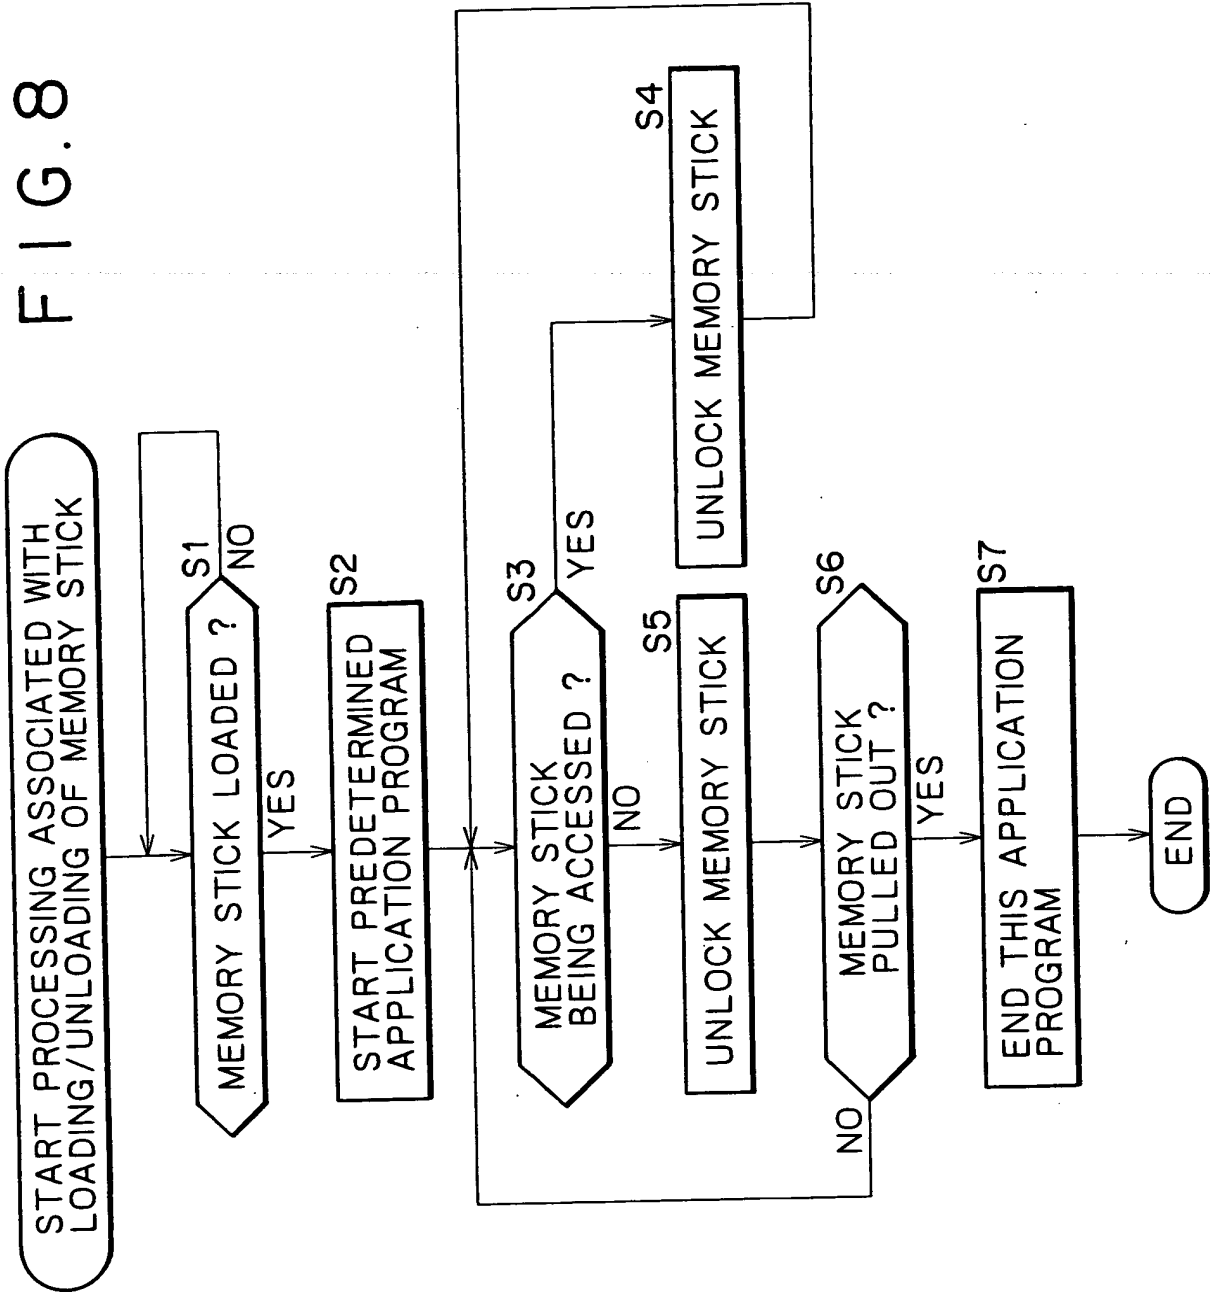 FIG.8
START PROCESSING ASSOCIATED WITH
LOADING/UNLOADING OF MEMORY STICK
S1
MEMORY STICK LOADED ?
NO
YES
S2
START PREDETERMINED
APPLICATION PROGRAM
S3
MEMORY STICK
BEING ACCESSED ?
YES
NO
S4
UNLOCK MEMORY STICK
S5
UNLOCK MEMORY STICK
S6
MEMORY STICK
PULLED OUT ?
NO
YES
S7
END THIS APPLICATION
PROGRAM
END